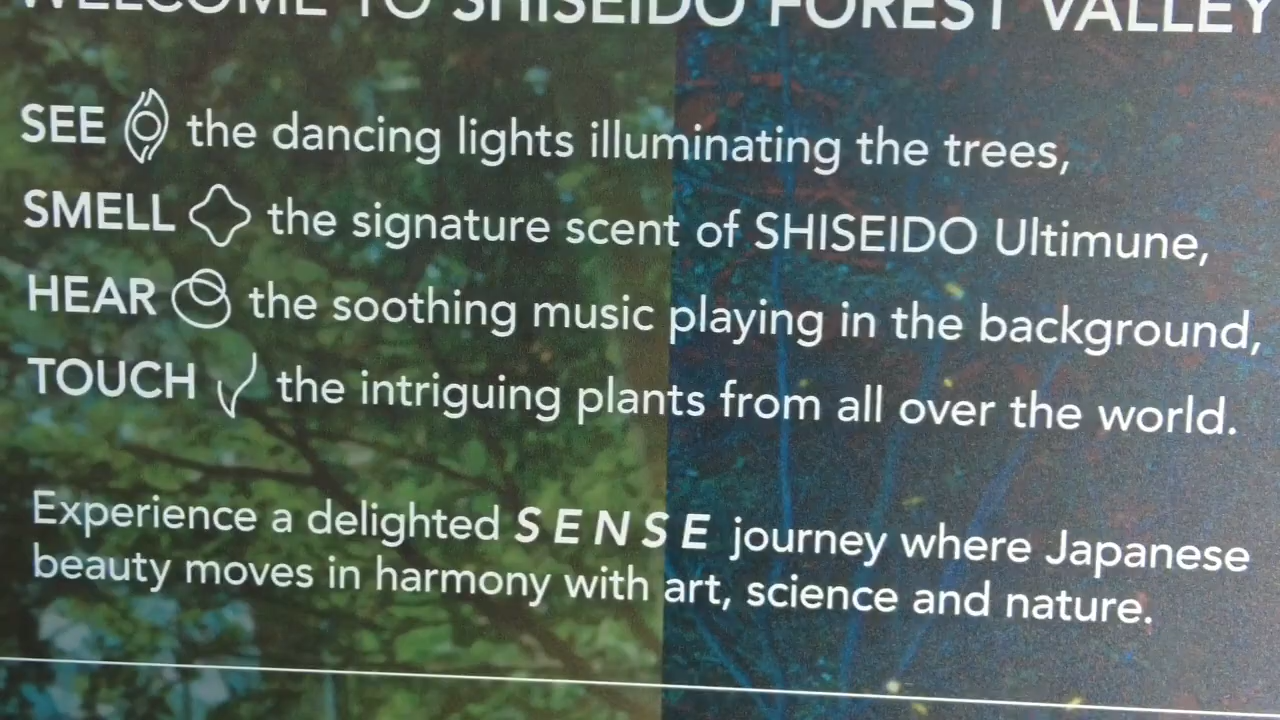 WELCOME TO SHISEIDO FOREST VALLEY
SEE the dancing lights illuminating the trees,
SMELL the signature scent of SHISEIDO Ultimune,
HEAR the soothing music playing in the background,
TOUCH the intriguing plants from all over the world.
Experience a delighted SENSE journey where Japanese
beauty moves in harmony with art, science and nature.